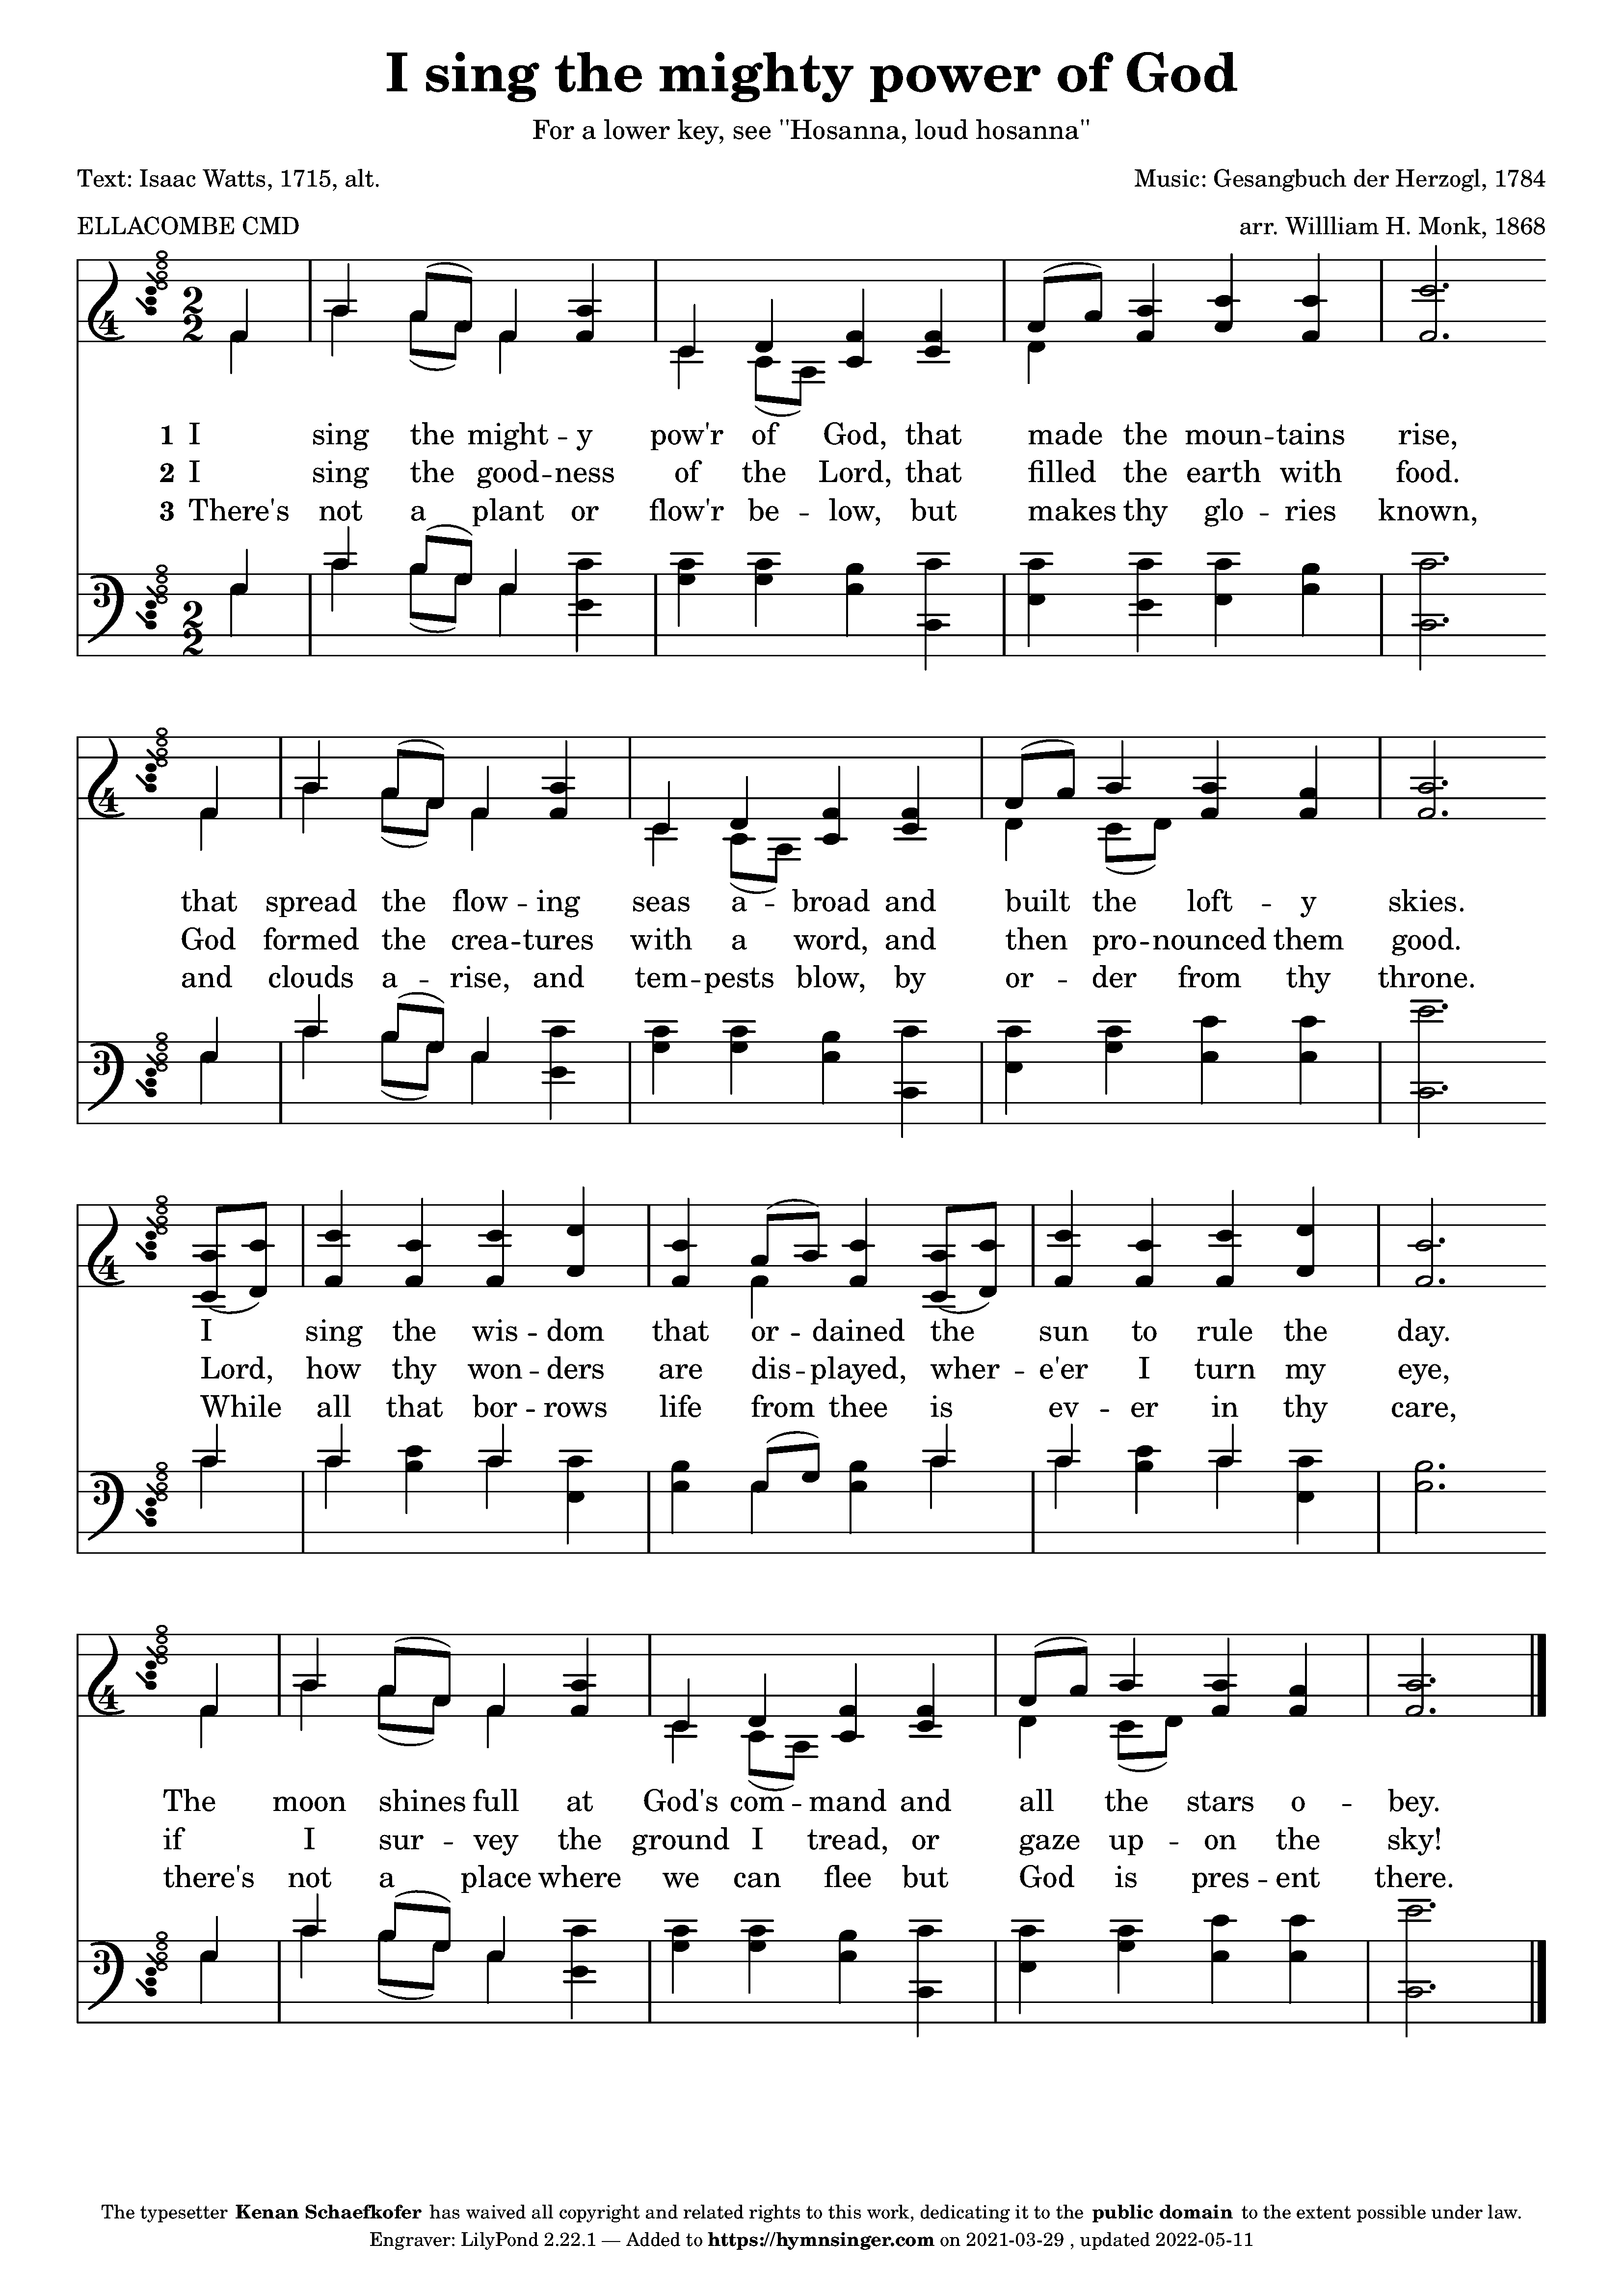 I sing the mighty power of God
For a lower key, see "Hosanna, loud hosanna"
Text: Isaac Watts, 1715, alt.
Music: Gesangbuch der Herzogl, 1784
ELLACOMBE CMD
arr. Willliam H. Monk, 1868
4 2 2
1 I sing the might -- y pow'r of God, that made the moun -- tains rise,
2 I sing the good -- ness of the Lord, that filled the earth with food.
3 There's not a plant or flow'r be -- low, but makes thy glo -- ries known,
3 2 2
4
that spread the flow -- ing seas a -- broad and built the loft -- y skies.
God formed the crea -- tures with a word, and then pro -- nounced them good.
and clouds a -- rise, and tem -- pests blow, by or -- der from thy throne.
3
4
I sing the wis -- dom that or -- dained the sun to rule the day.
Lord, how thy won -- ders are dis -- played, wher -- e'er I turn my eye,
While all that bor -- rows life from thee is ev -- er in thy care,
3
4
The moon shines full at God's com -- mand and all the stars o -- bey.
if I sur -- vey the ground I tread, or gaze up -- on the sky!
there's not a place where we can flee but God is pres -- ent there.
3
The typesetter Kenan Schaefkofer has waived all copyright and related rights to this work, dedicating it to the public domain to the extent possible under law.
Engraver: LilyPond 2.22.1 — Added to https://hymnsinger.com on 2021-03-29 , updated 2022-05-11